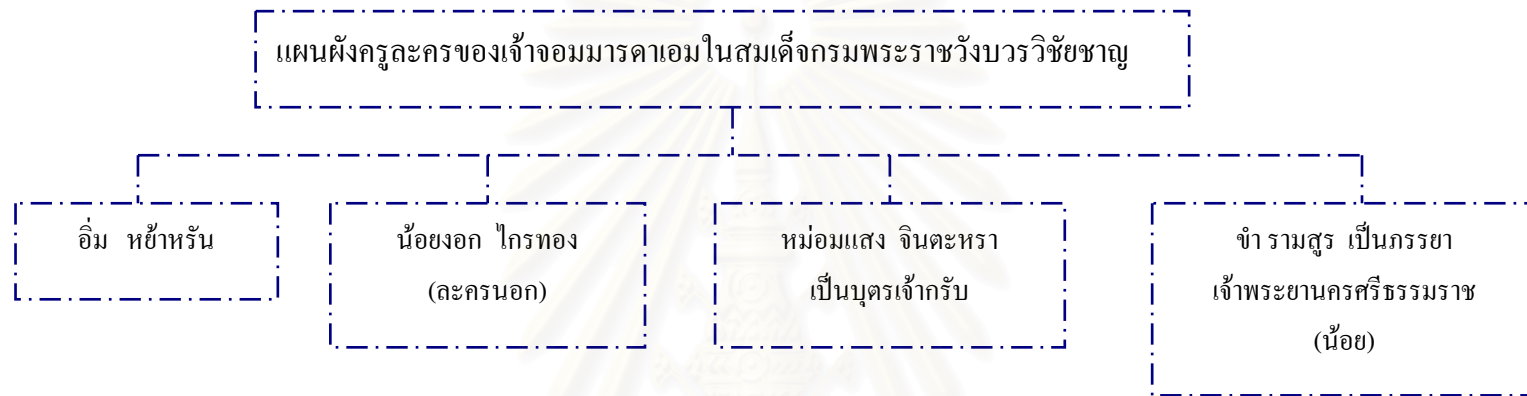 แผนผังครูละครของเจ้าจอมมารดาเอมในสมเด็จกรมพระราชวังบวรวิชัยชาญ
อิ่ม หย้าหรัน
น้อยงอก ไกรทอง
(ละครนอก)
หม่อมแสง จินตะหรา
เป็นบุตรเจ้ากรับ
ขำ รามสูร เป็นภรรยา
เจ้าพระยานครศรีธรรมราช
(น้อย)